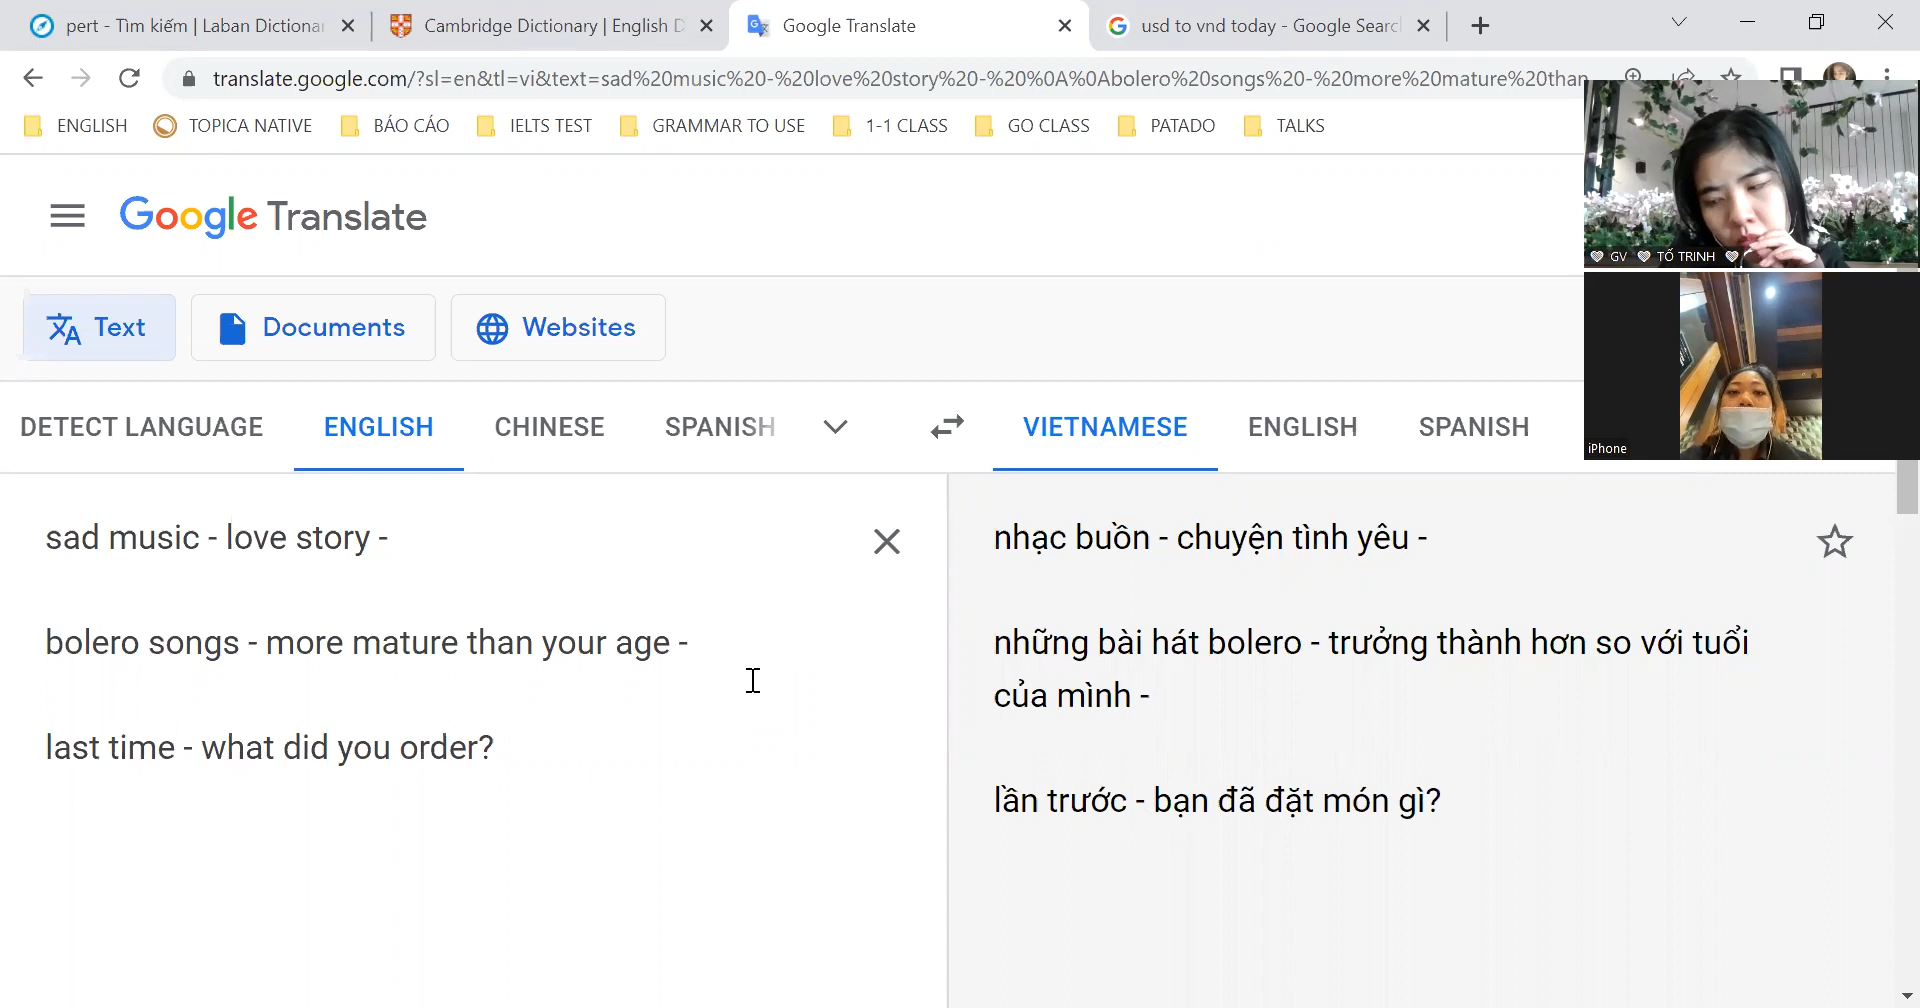 pert - Tìm kiếm | Laban Dictiona
Cambridge Dictionary | English D
Google Translate
usd to vnd today - Google Searc
translate.google.com/?sl=en&tl=vi&text=sad%20music%20-%20love%20story%20-%20%0A%0Abolero%20songs%20-%20more%20mature%20than
ENGLISH
TOPICA NATIVE
BÁO CÁO
IELTS TEST
GRAMMAR TO USE
1-1 CLASS
GO CLASS
PATADO
TALKS
Google Translate
GV TỐ TRINH
Text
Documents
Websites
DETECT LANGUAGE
ENGLISH
CHINESE
SPANISH
VIETNAMESE
ENGLISH
SPANISH
iPhone
sad music - love story -
bolero songs - more mature than your age -
last time - what did you order?
nhạc buồn - chuyện tình yêu -
những bài hát bolero - trưởng thành hơn so với tuổi
của mình -
lần trước - bạn đã đặt món gì?